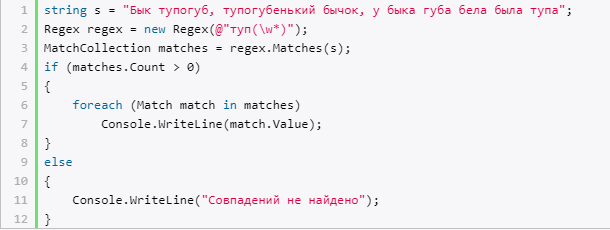 1 string s = "Бык тупогуб, тупогубенький бычок, у быка губа бела была тупа";
2 Regex regex = new Regex(@"туп(\w*)");
3 MatchCollection matches = regex.Matches(s);
4 if (matches.Count > 0)
5 {
6     foreach (Match match in matches)
7         Console.WriteLine(match.Value);
8 }
9 else
10 {
11     Console.WriteLine("Совпадений не найдено");
12 }